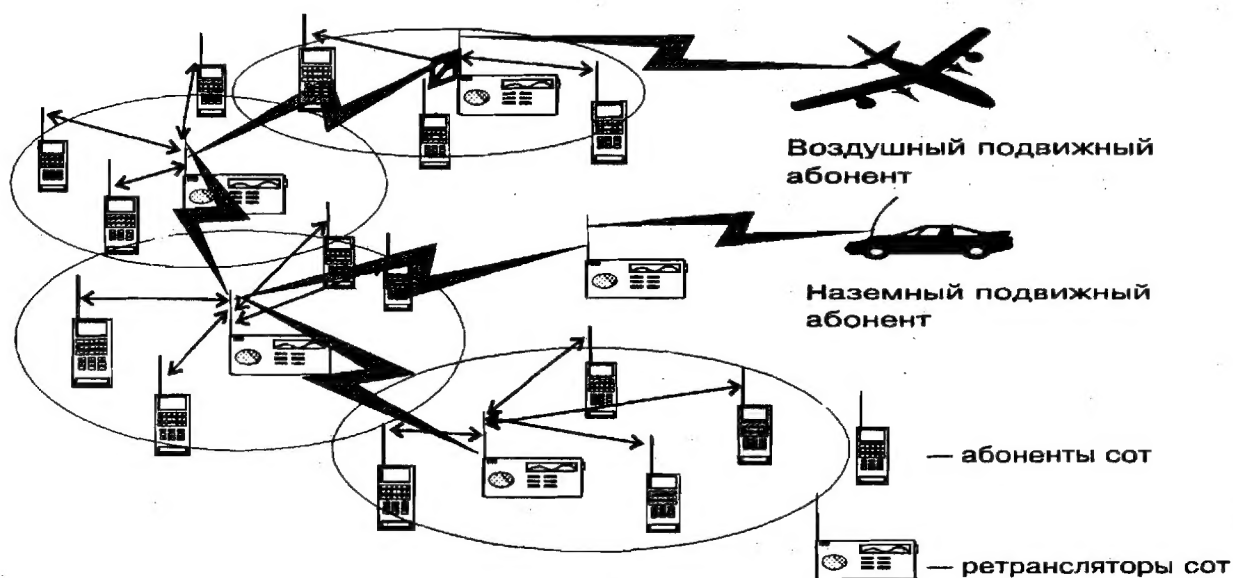 Воздушный подвижный
абонент
Наземный подвижный
абонент
— абоненты сот
— ретрансляторы сот